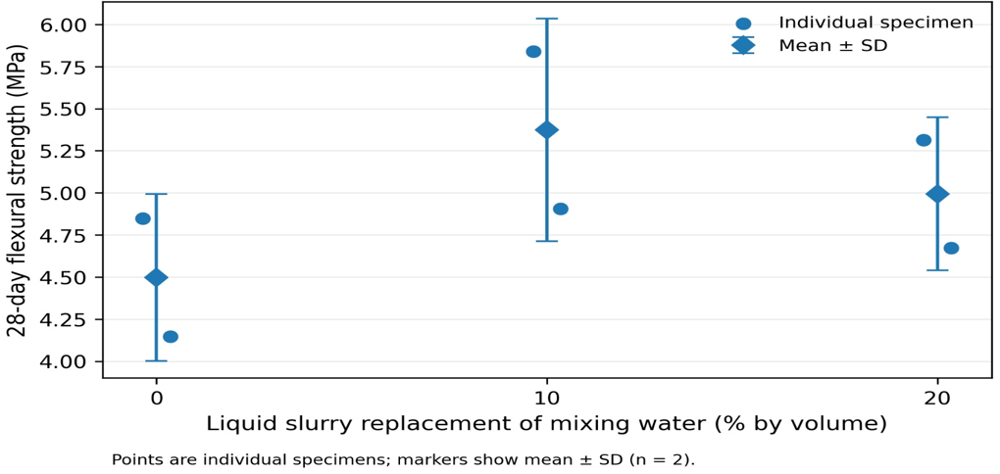 6.00
5.75
5.50
5.25
5.00
4.75
4.50
4.25
4.00
28-day flexural strength (MPa)
Individual specimen
Mean ± SD
0
10
20
Liquid slurry replacement of mixing water (% by volume)
Points are individual specimens; markers show mean ± SD (n = 2).